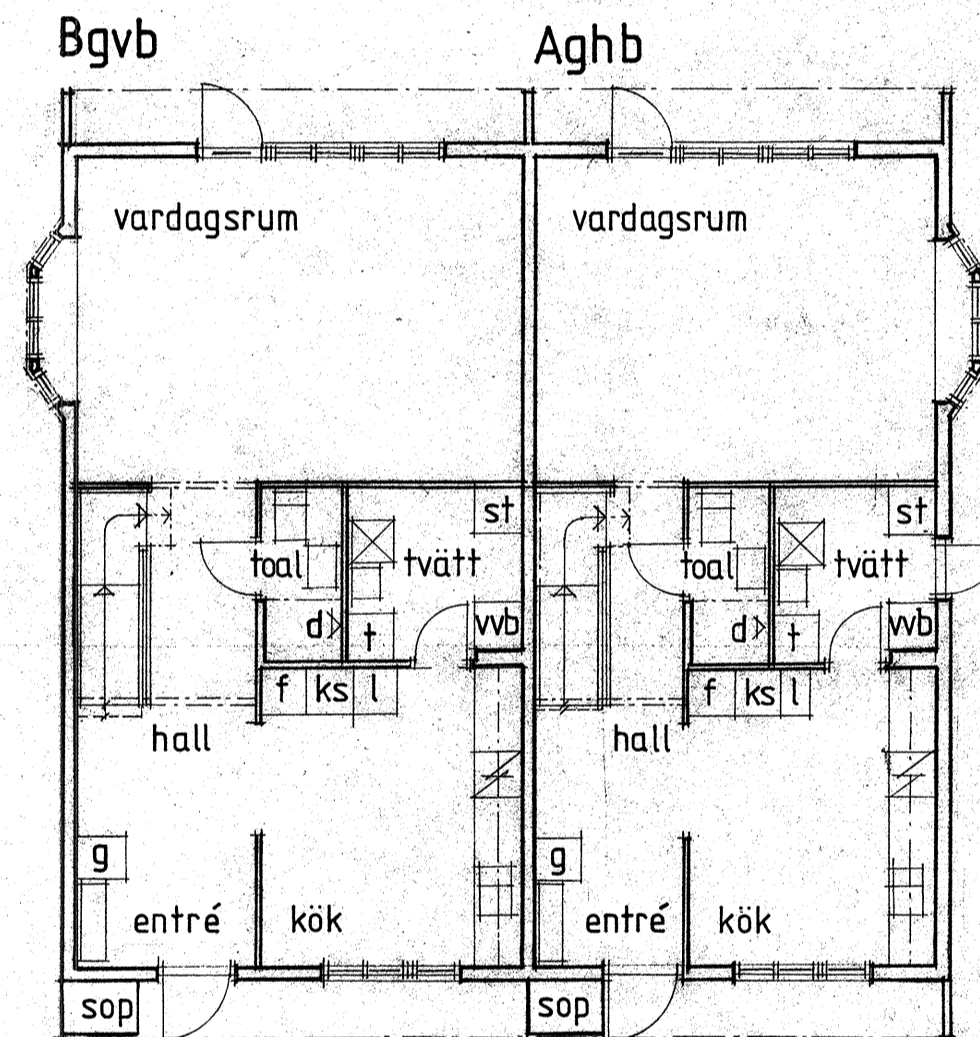 Bgvb
Aghb
vardagsrum
vardagsrum
st
st
toal
tvätt
toal
tvätt
d
t
vvb
d
t
vvb
f
ks
l
f
ks
l
hall
hall
g
g
entré
kök
entré
kök
sop
sop